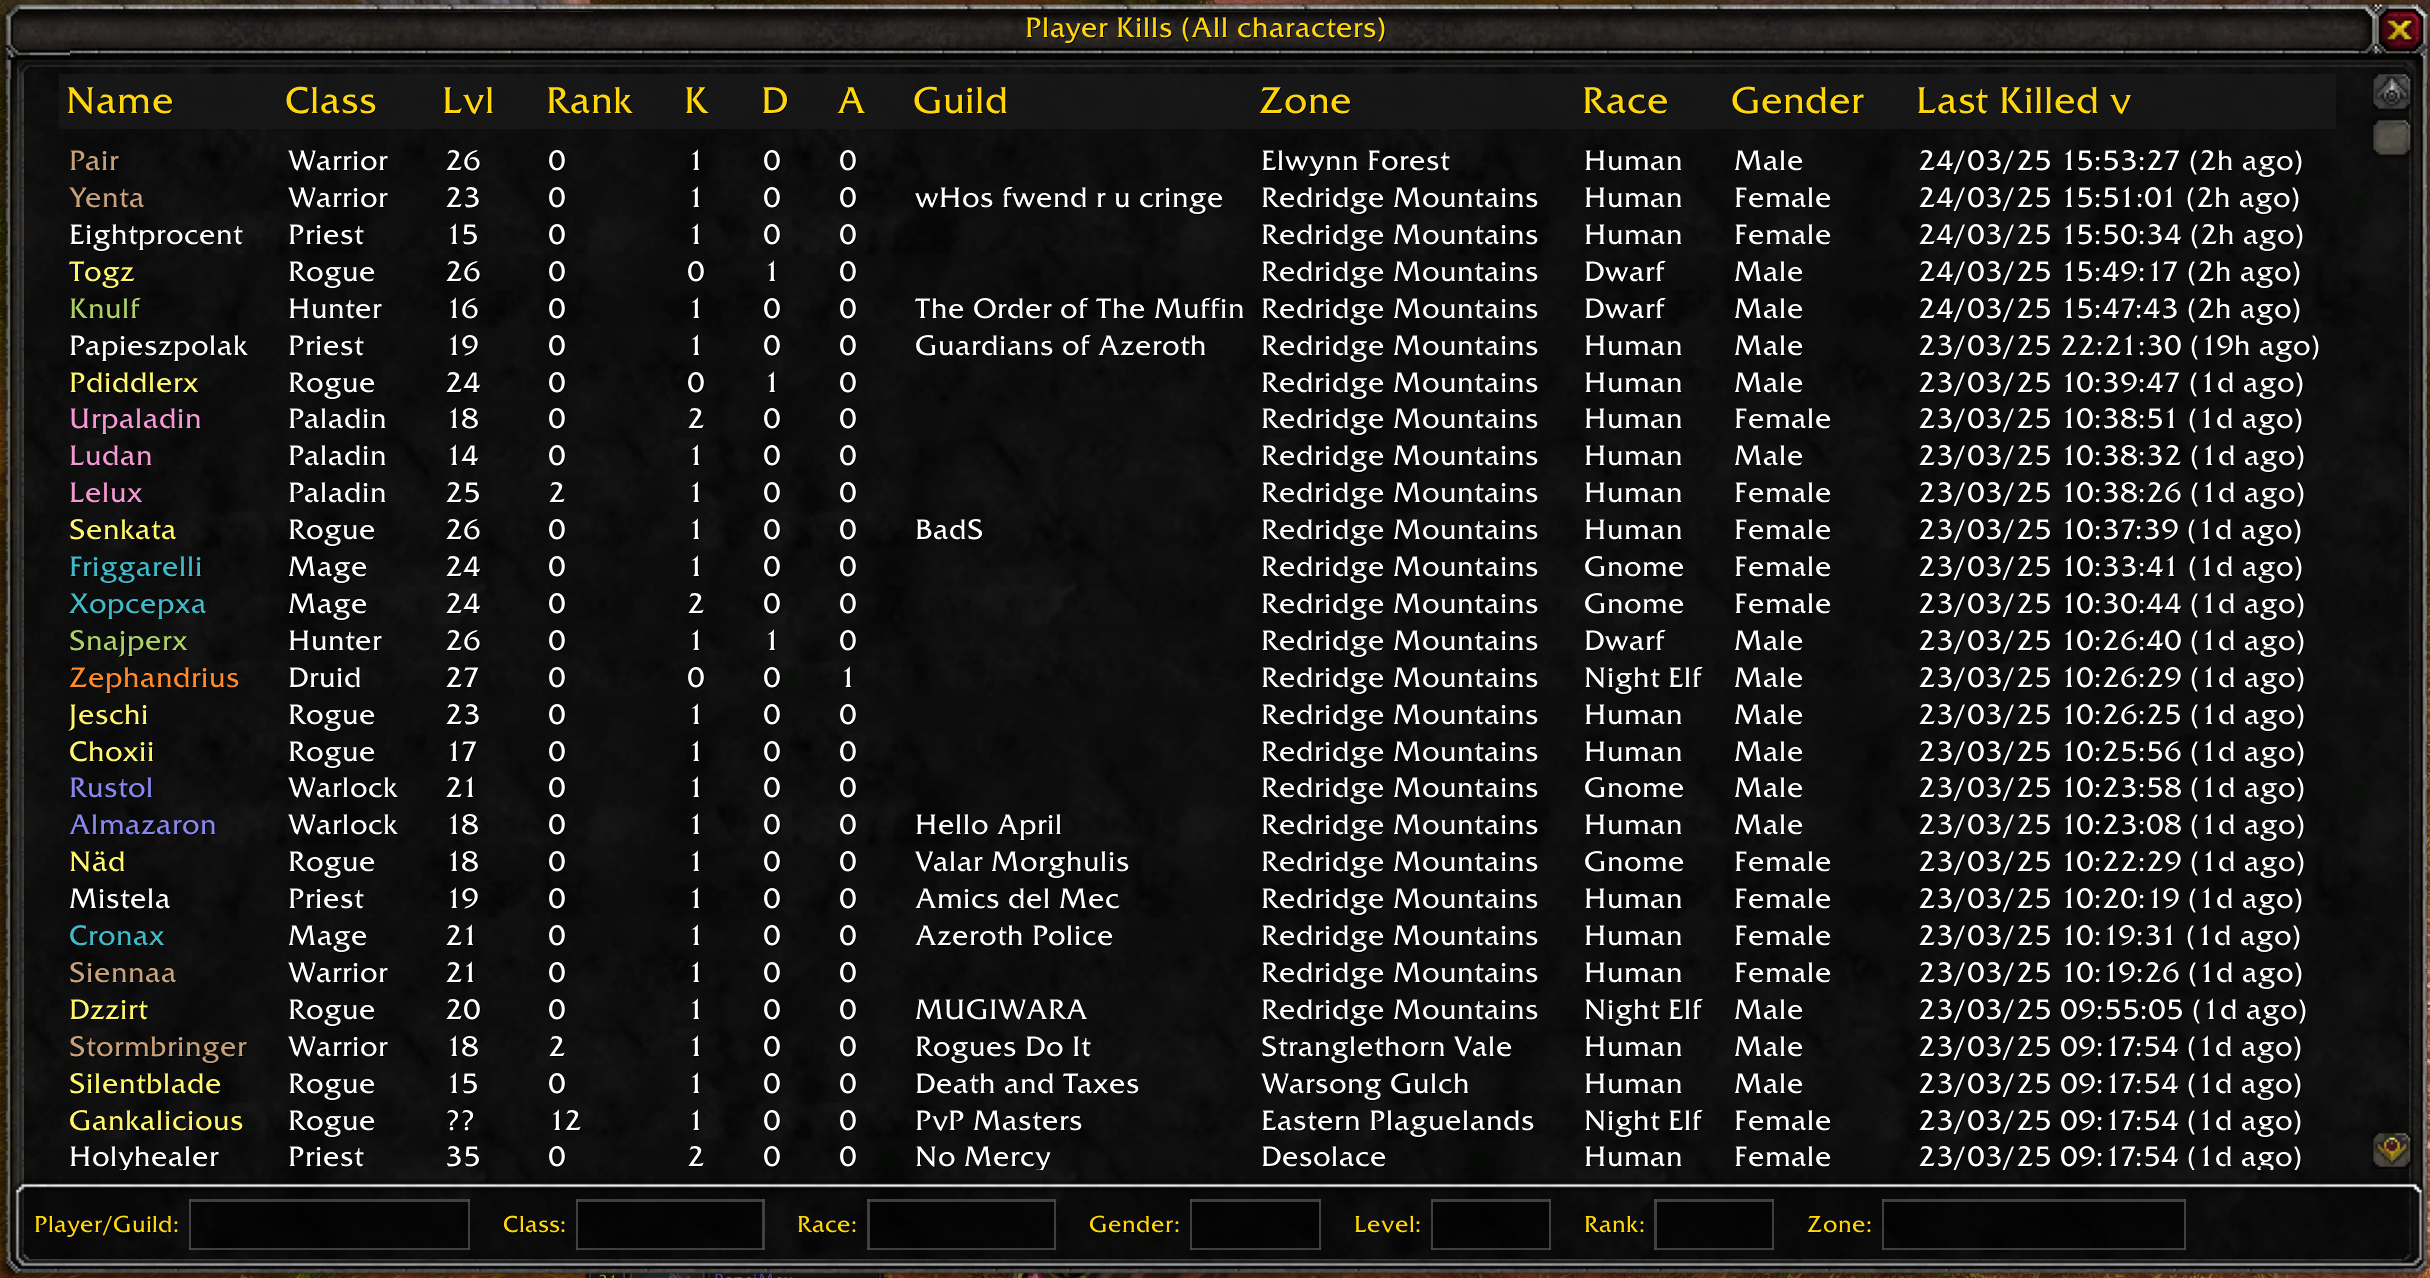 Player Kills (All characters)
Name Class Lvl Rank K D A Guild Zone Race Gender Last Killed v
Pair Warrior 26 0 1 0 0 Elwynn Forest Human Male 24/03/25 15:53:27 (2h ago)
Yenta Warrior 23 0 1 0 0 wHos fwend r u cringe Redridge Mountains Human Female 24/03/25 15:51:01 (2h ago)
Eightprocent Priest 15 0 1 0 0 Redridge Mountains Human Female 24/03/25 15:50:34 (2h ago)
Togz Rogue 26 0 0 1 0 Redridge Mountains Dwarf Male 24/03/25 15:49:17 (2h ago)
Knulf Hunter 16 0 1 0 0 The Order of The Muffin Redridge Mountains Dwarf Male 24/03/25 15:47:43 (2h ago)
Papieszpolak Priest 19 0 1 0 0 Guardians of Azeroth Redridge Mountains Human Male 23/03/25 22:21:30 (19h ago)
Pdiddlerx Rogue 24 0 0 1 0 Redridge Mountains Human Male 23/03/25 10:39:47 (1d ago)
Urpaladin Paladin 18 0 2 0 0 Redridge Mountains Human Female 23/03/25 10:38:51 (1d ago)
Ludan Paladin 14 0 1 0 0 Redridge Mountains Human Male 23/03/25 10:38:32 (1d ago)
Lelux Paladin 25 2 1 0 0 Redridge Mountains Human Female 23/03/25 10:38:26 (1d ago)
Senkata Rogue 26 0 1 0 0 BadS Redridge Mountains Human Female 23/03/25 10:37:39 (1d ago)
Friggarelli Mage 24 0 1 0 0 Redridge Mountains Gnome Female 23/03/25 10:33:41 (1d ago)
Xopcepxa Mage 24 0 2 0 0 Redridge Mountains Gnome Female 23/03/25 10:30:44 (1d ago)
Snajperx Hunter 26 0 1 1 0 Redridge Mountains Dwarf Male 23/03/25 10:26:40 (1d ago)
Zephandrius Druid 27 0 0 0 1 Redridge Mountains Night Elf Male 23/03/25 10:26:29 (1d ago)
Jeschi Rogue 23 0 1 0 0 Redridge Mountains Human Male 23/03/25 10:26:25 (1d ago)
Choxii Rogue 17 0 1 0 0 Redridge Mountains Human Male 23/03/25 10:25:56 (1d ago)
Rustol Warlock 21 0 1 0 0 Redridge Mountains Gnome Male 23/03/25 10:23:58 (1d ago)
Almazaron Warlock 18 0 1 0 0 Hello April Redridge Mountains Human Male 23/03/25 10:23:08 (1d ago)
Näd Rogue 18 0 1 0 0 Valar Morghulis Redridge Mountains Gnome Female 23/03/25 10:22:29 (1d ago)
Mistela Priest 19 0 1 0 0 Amics del Mec Redridge Mountains Human Female 23/03/25 10:20:19 (1d ago)
Cronax Mage 21 0 1 0 0 Azeroth Police Redridge Mountains Human Female 23/03/25 10:19:31 (1d ago)
Siennaa Warrior 21 0 1 0 0 Redridge Mountains Human Female 23/03/25 10:19:26 (1d ago)
Dzzirt Rogue 20 0 1 0 0 MUGIWARA Redridge Mountains Night Elf Male 23/03/25 09:55:05 (1d ago)
Stormbringer Warrior 18 2 1 0 0 Rogues Do It Stranglethorn Vale Human Male 23/03/25 09:17:54 (1d ago)
Silentblade Rogue 15 0 1 0 0 Death and Taxes Warsong Gulch Human Male 23/03/25 09:17:54 (1d ago)
Gankalicious Rogue ?? 12 1 0 0 PvP Masters Eastern Plaguelands Night Elf Female 23/03/25 09:17:54 (1d ago)
Holyhealer Priest 35 0 2 0 0 No Mercy Desolace Human Female 23/03/25 09:17:54 (1d ago)
Player/Guild: Class: Race: Gender: Level: Rank: Zone: